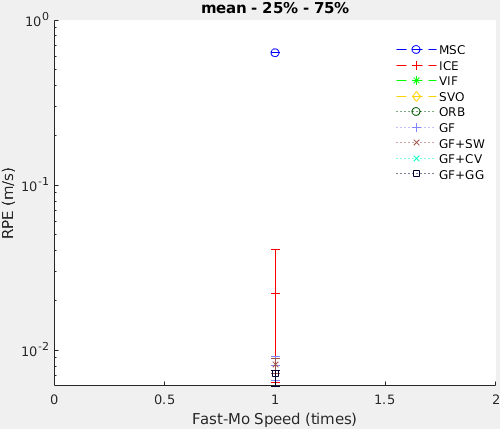 mean - 25% - 75%
10^0
10^-1
10^-2
RPE (m/s)
MSC
ICE
VIF
SVO
ORB
GF
GF+SW
GF+CV
GF+GG
0 0.5 1 1.5 2
Fast-Mo Speed (times)